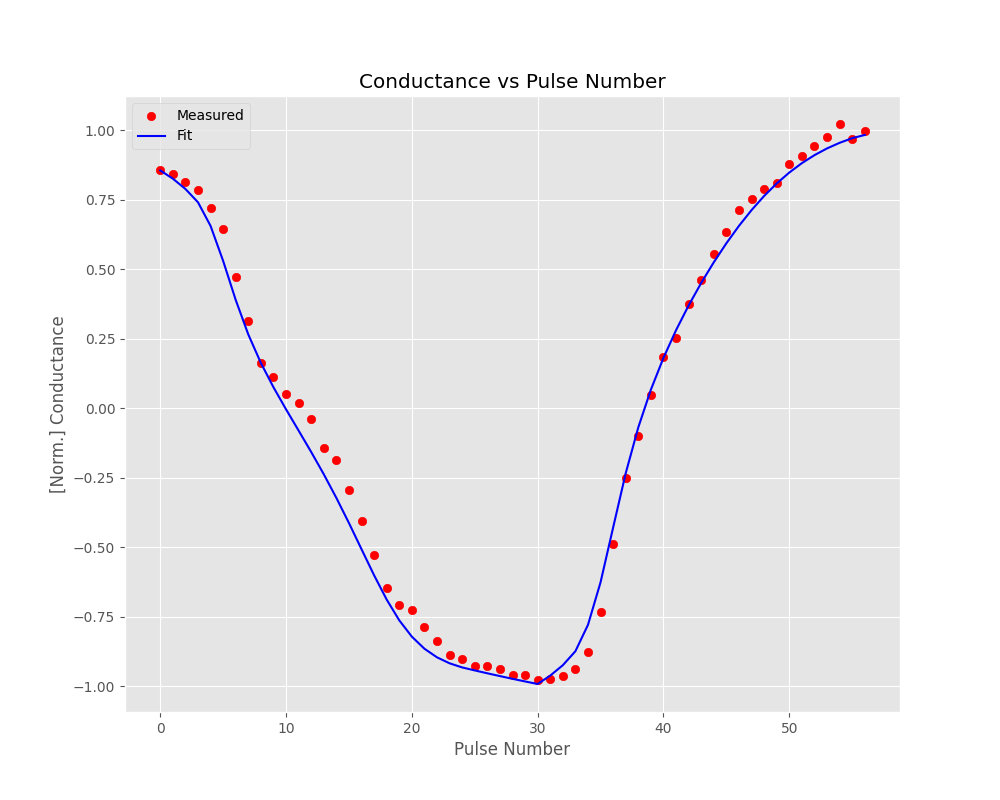 Conductance vs Pulse Number
Measured
Fit
1.00
0.75
0.50
0.25
0.00
−0.25
−0.50
−0.75
−1.00
[Norm.] Conductance
0 10 20 30 40 50
Pulse Number